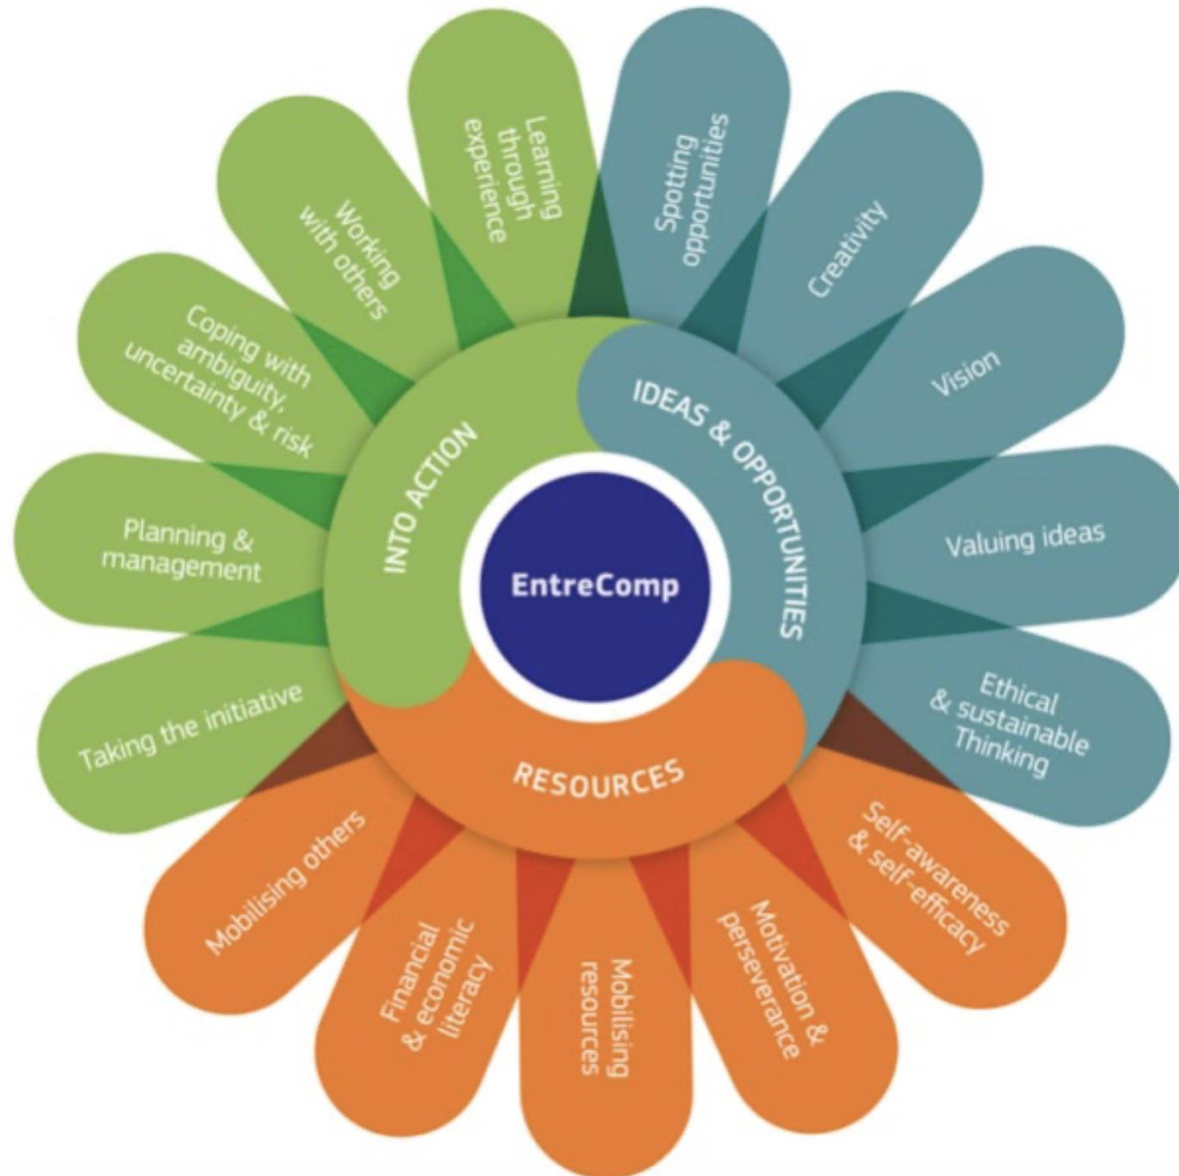 EntreComp
IDEAS & OPPORTUNITIES
Spotting
opportunities
Creativity
Vision
Valuing ideas
Ethical
& sustainable
Thinking
RESOURCES
Self-awareness
& self-efficacy
Motivation &
perseverance
Mobilising
resources
Financial
& economic
literacy
Mobilising others
INTO ACTION
Taking the initiative
Planning &
management
Coping with
ambiguity,
uncertainty & risk
Working
with others
Learning
through
experience